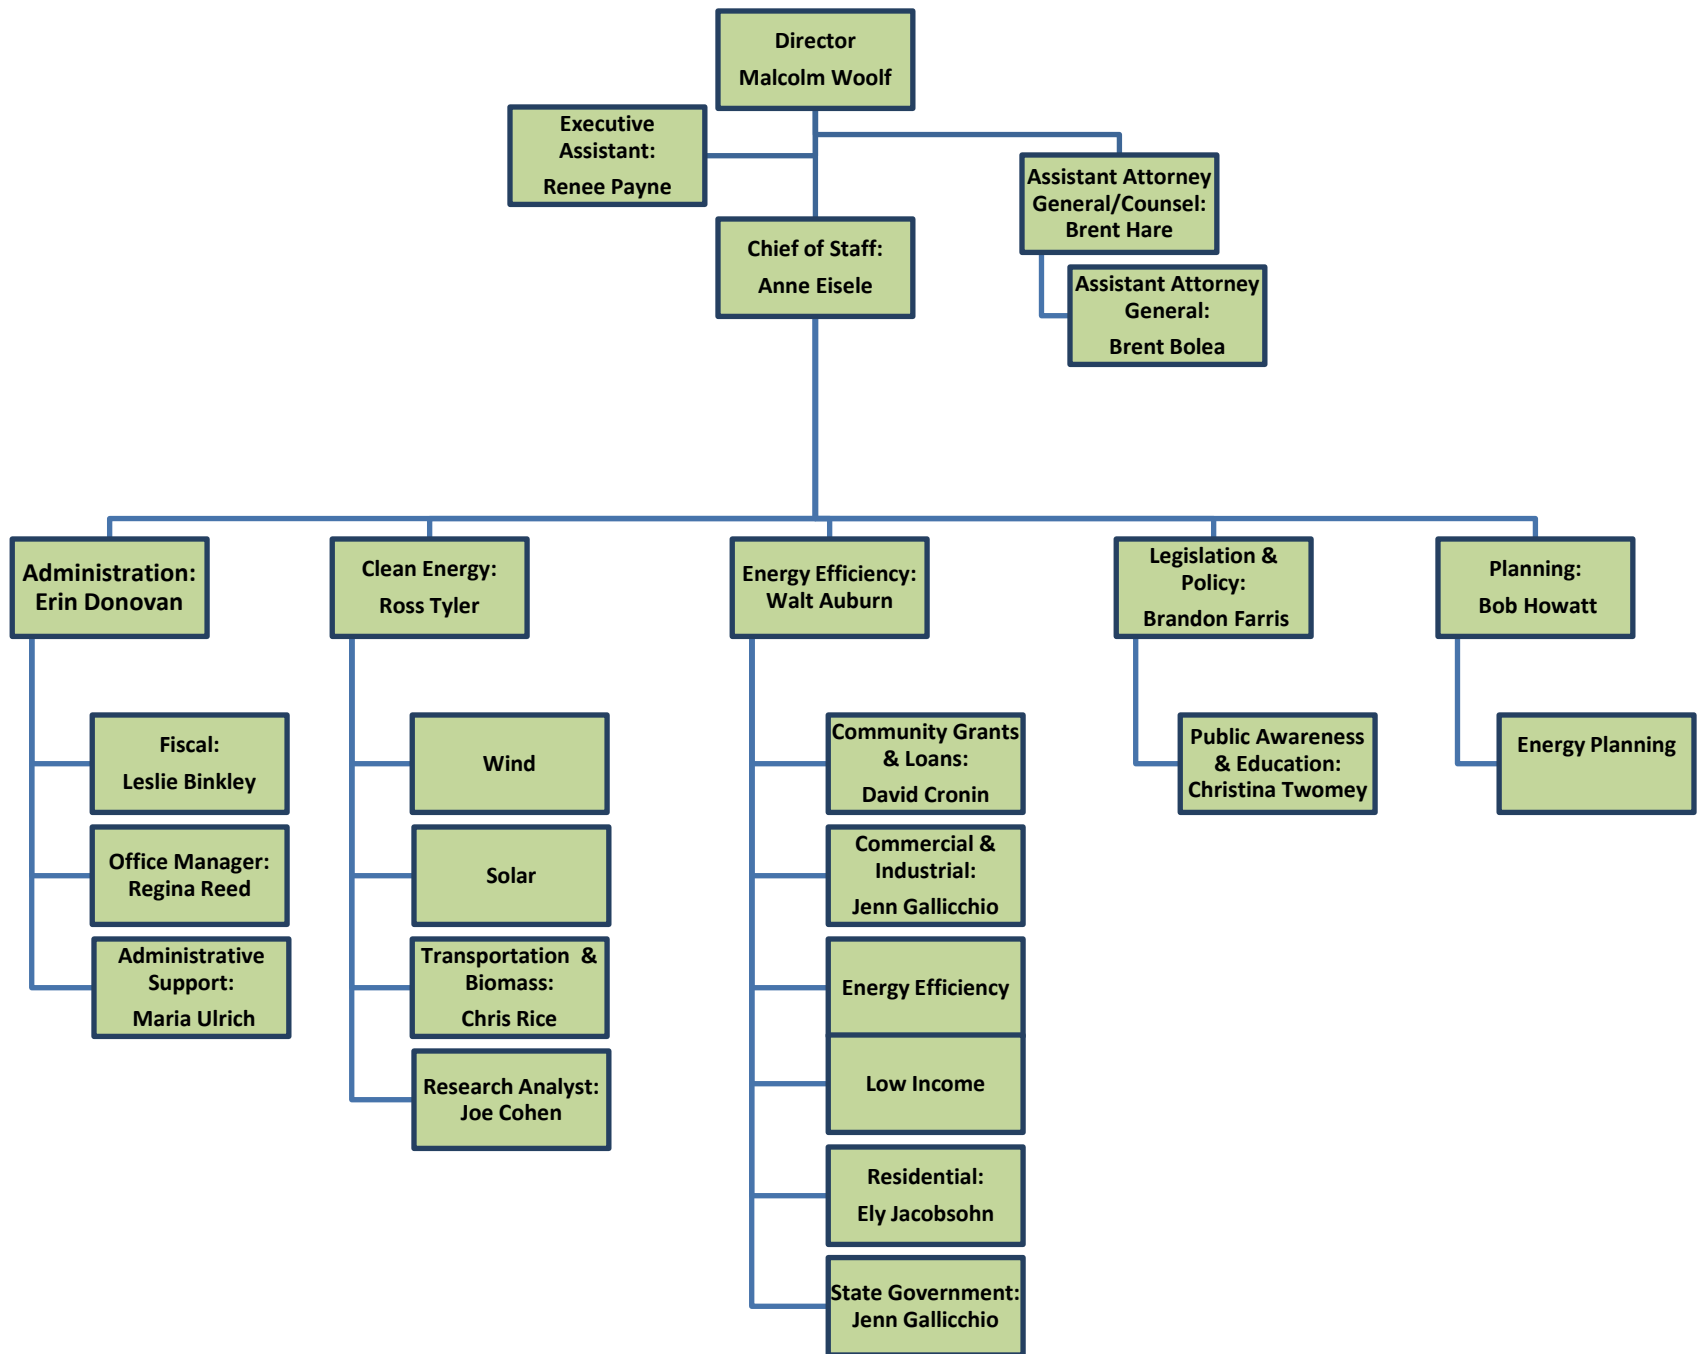 Director
Malcolm Woolf
Executive
Assistant:
Renee Payne
Assistant Attorney
General/Counsel:
Brent Hare
Chief of Staff:
Anne Eisele
Assistant Attorney
General:
Brent Bolea
Administration:
Erin Donovan
Clean Energy:
Ross Tyler
Energy Efficiency:
Walt Auburn
Legislation &
Policy:
Brandon Farris
Planning:
Bob Howatt
Fiscal:
Leslie Binkley
Office Manager:
Regina Reed
Administrative
Support:
Maria Ulrich
Wind
Solar
Transportation &
Biomass:
Chris Rice
Research Analyst:
Joe Cohen
Community Grants
& Loans:
David Cronin
Commercial &
Industrial:
Jenn Gallicchio
Energy Efficiency
Low Income
Residential:
Ely Jacobsohn
State Government:
Jenn Gallicchio
Public Awareness
& Education:
Christina Twomey
Energy Planning